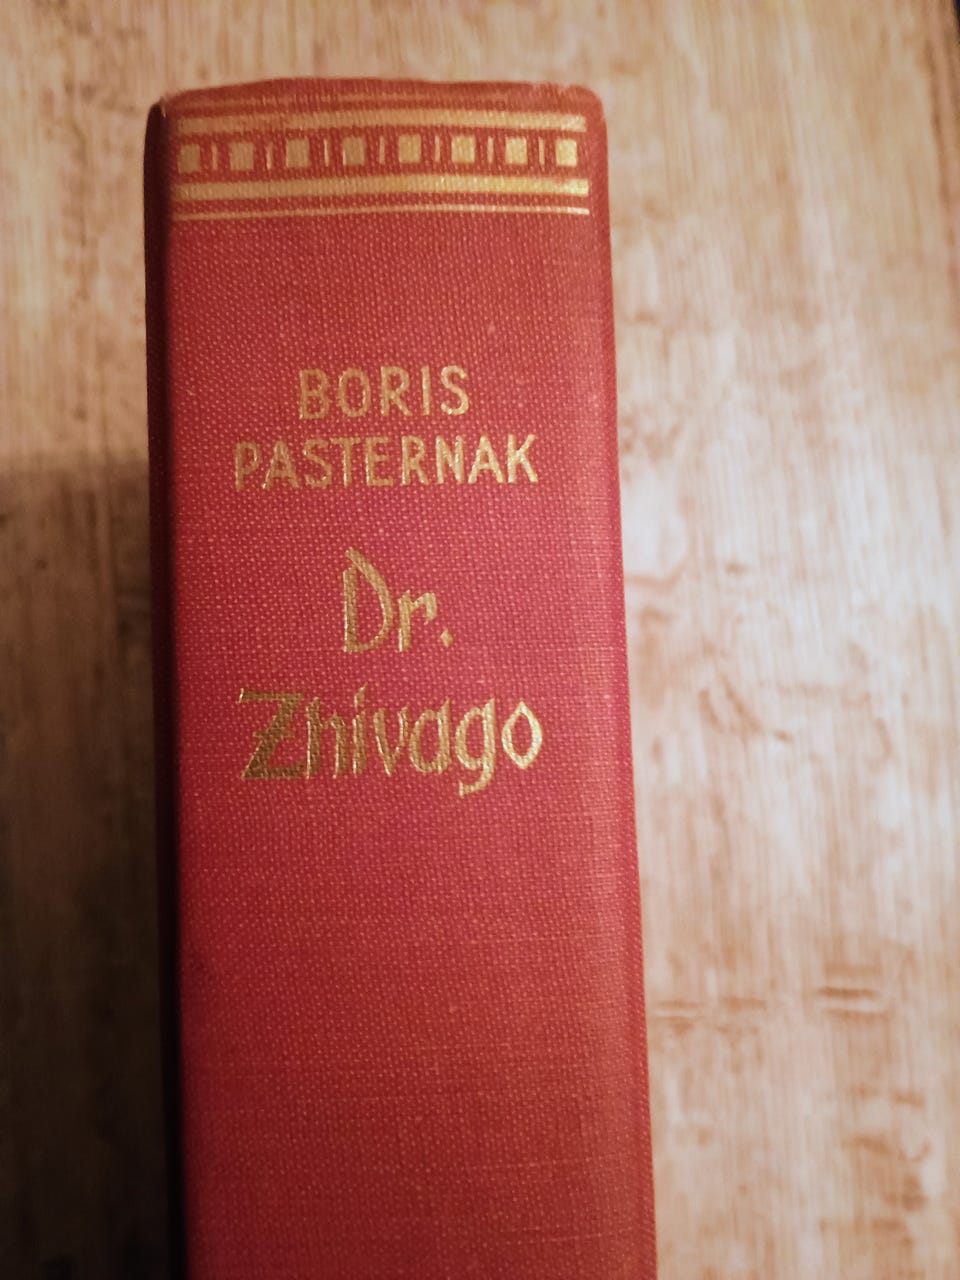 BORIS
PASTERNAK
Dr.
Zhivago